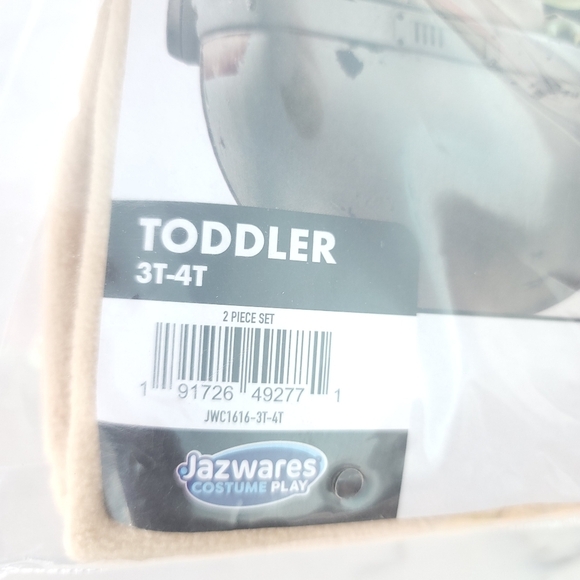 TODDLER
3T-4T
2 PIECE SET
1 91726 49277 1
JWC1616-3T-4T
Jazwares
COSTUME PLAY